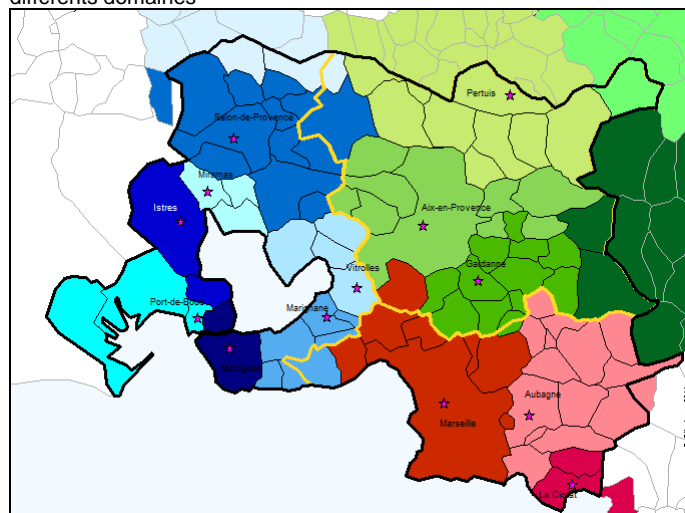 différents domaines
Pertuis
Salon-de-Provence
Miramas
Istres
Aix-en-Provence
Gardanne
Vitrolles
Port-de-Bouc
Marignane
Martigues
Aubagne
Marseille
La Ciotat